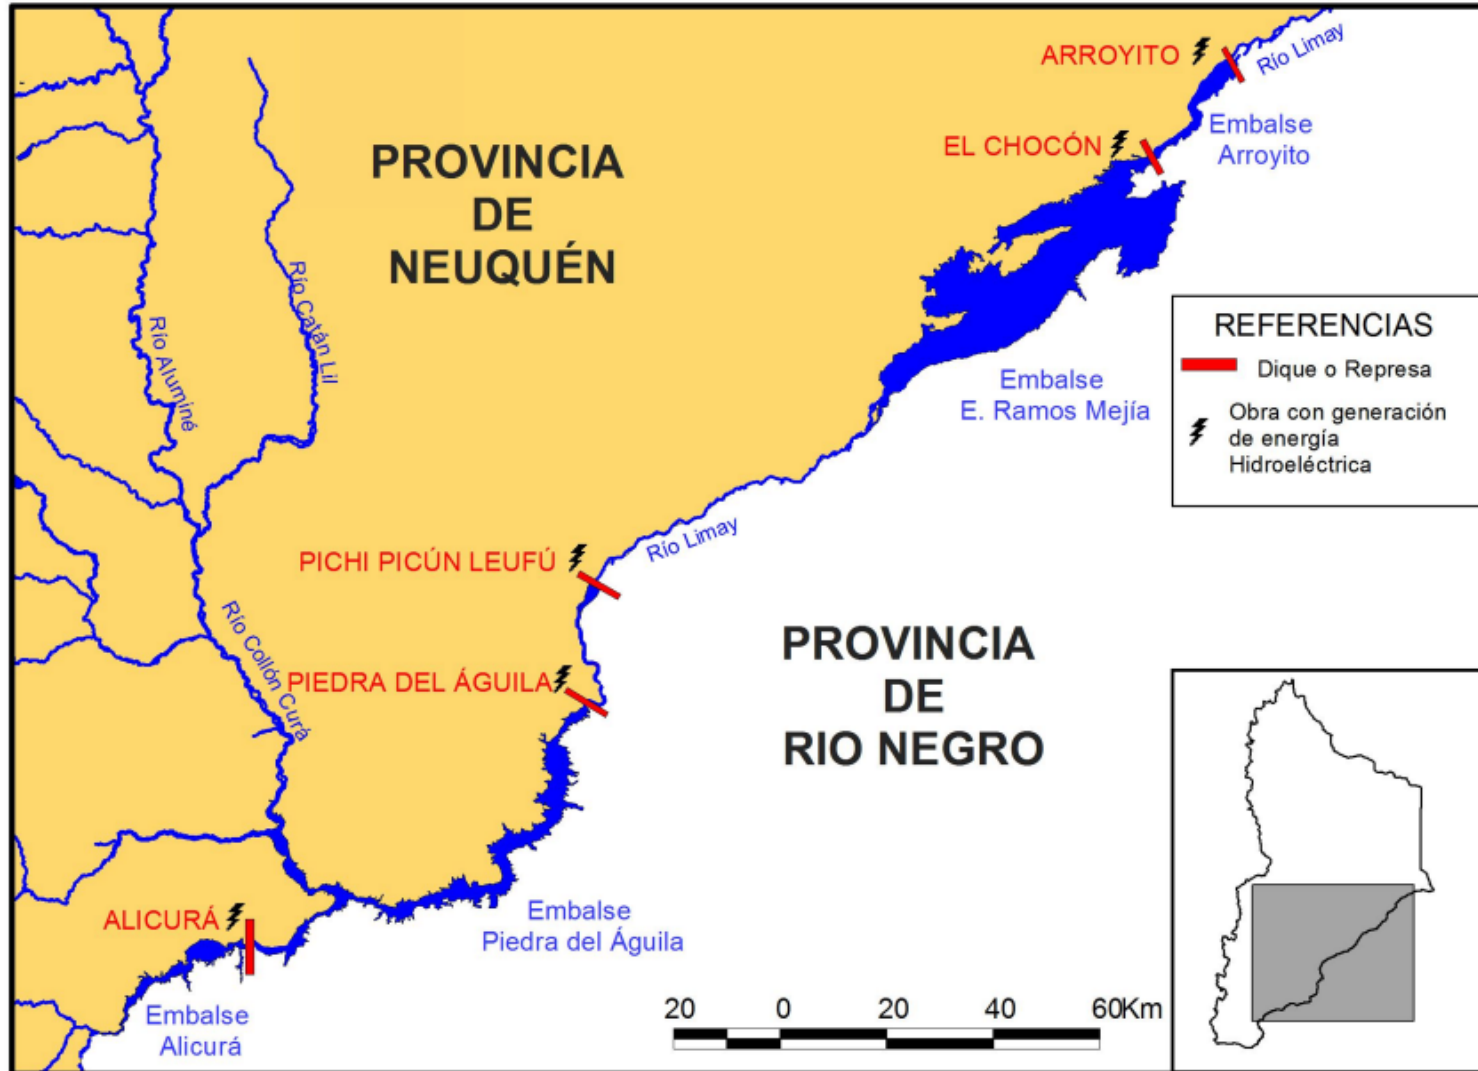 ARROYITO
Río Limay
Embalse
Arroyito
EL CHOCÓN
PROVINCIA
DE
NEUQUÉN
Río Catán Lil
Río Aluminé
Embalse
E. Ramos Mejía
REFERENCIAS
Dique o Represa
Obra con generación
de energía
Hidroeléctrica
Río Limay
PICHI PICÚN LEUFÚ
Río Collón Curá
PIEDRA DEL ÁGUILA
PROVINCIA
DE
RIO NEGRO
ALICURÁ
Embalse
Piedra del Águila
Embalse
Alicurá
20 0 20 40 60Km